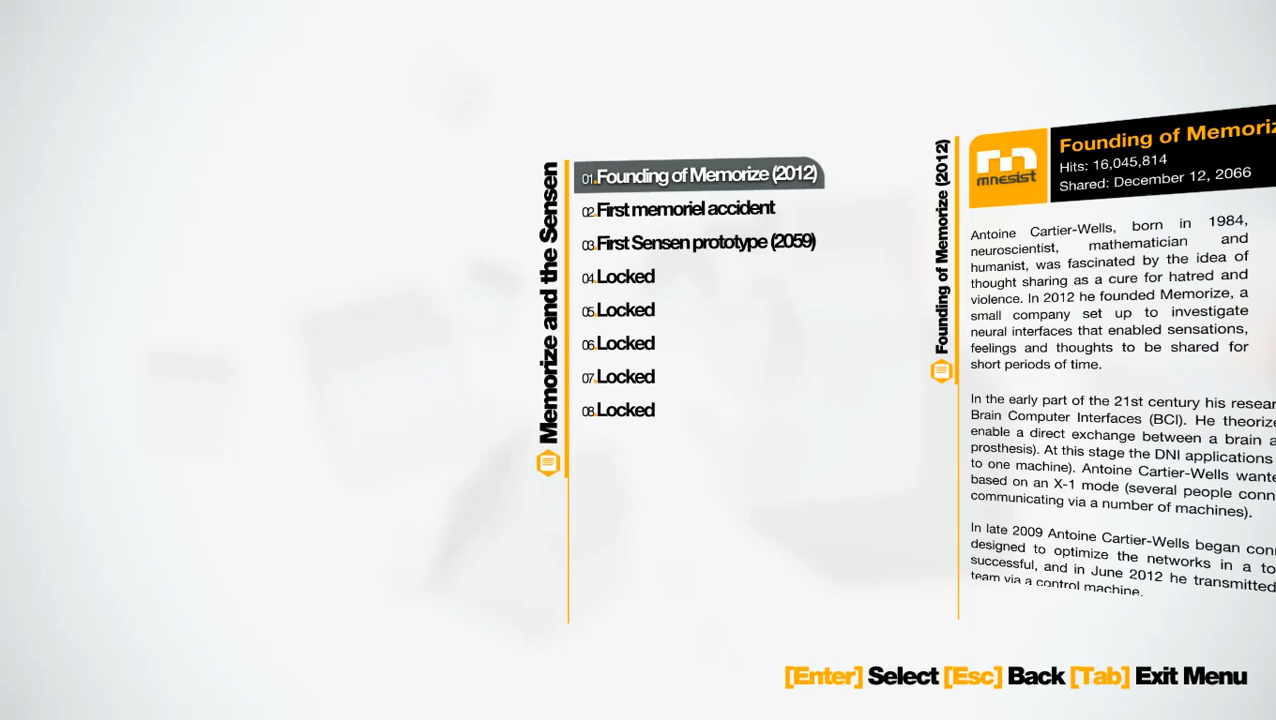 Memorize and the Sensen
01.Founding of Memorize (2012)
02.First memoriel accident
03.First Sensen prototype (2059)
04.Locked
05.Locked
06.Locked
07.Locked
08.Locked
Founding of Memorize (2012)
mnesist
Founding of Memoriz
Hits: 16,045,814
Shared: December 12, 2066
Antoine Cartier-Wells, born in 1984,
neuroscientist, mathematician and
humanist, was fascinated by the idea of
thought sharing as a cure for hatred and
violence. In 2012 he founded Memorize, a
small company set up to investigate
neural interfaces that enabled sensations,
feelings and thoughts to be shared for
short periods of time.
In the early part of the 21st century his resear
Brain Computer Interfaces (BCI). He theorize
enable a direct exchange between a brain a
prosthesis). At this stage the DNI applications
to one machine). Antoine Cartier-Wells wante
based on an X-1 mode (several people conn
communicating via a number of machines).
In late 2009 Antoine Cartier-Wells began conn
designed to optimize the networks in a to
successful, and in June 2012 he transmitted
team via a control machine.
[Enter] Select [Esc] Back [Tab] Exit Menu